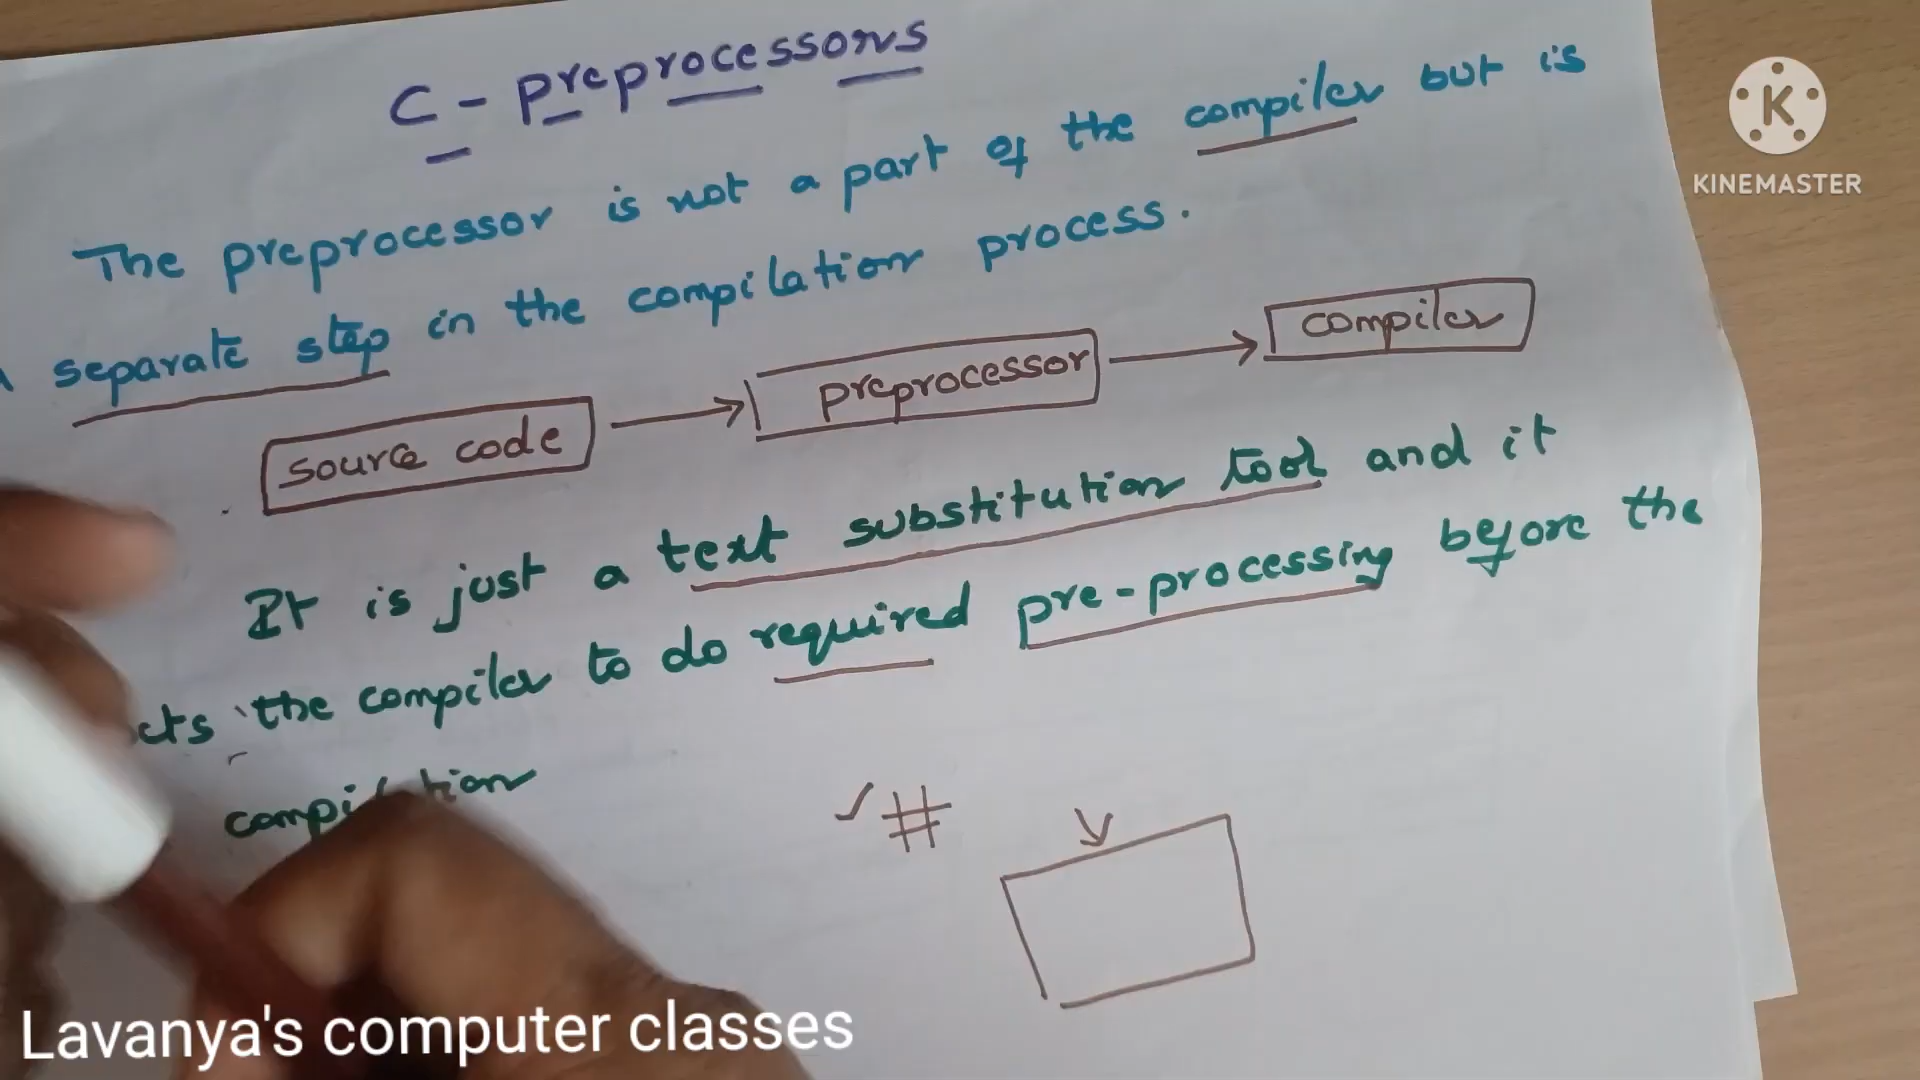 C - preprocessors
The preprocessor is not a part of the compiler but is
separate step in the compilation process.
source code
preprocessor
compiler
It is just a text substitution tool and it
the compiler to do required pre-processing before the
#
KINEMASTER
Lavanya's computer classes